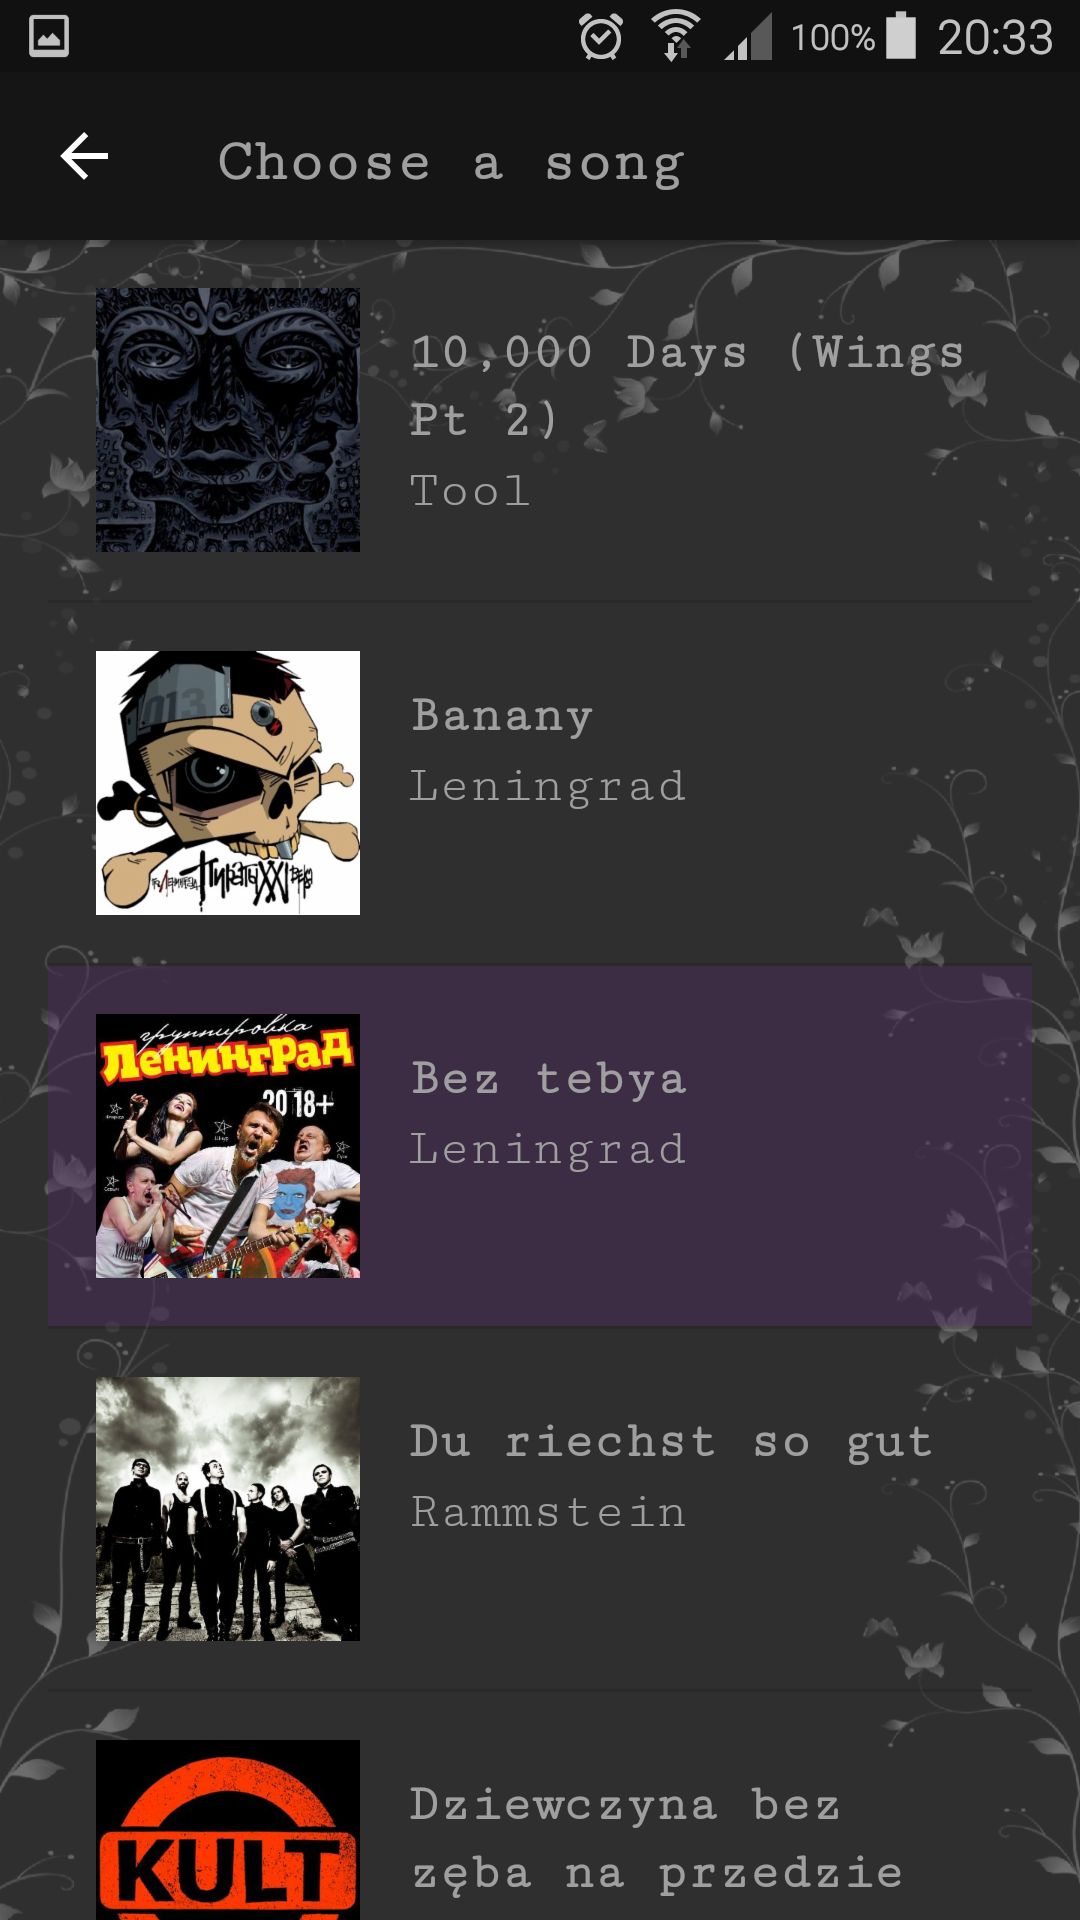 100% 20:33
Choose a song
10,000 Days (Wings
Pt 2)
Tool
Banany
Leningrad
013
Пираты XXI века
группировка
Ленинград
2018+
Bez tebya
Leningrad
Du riechst so gut
Rammstein
Dziewczyna bez
zęba na przedzie
KULT